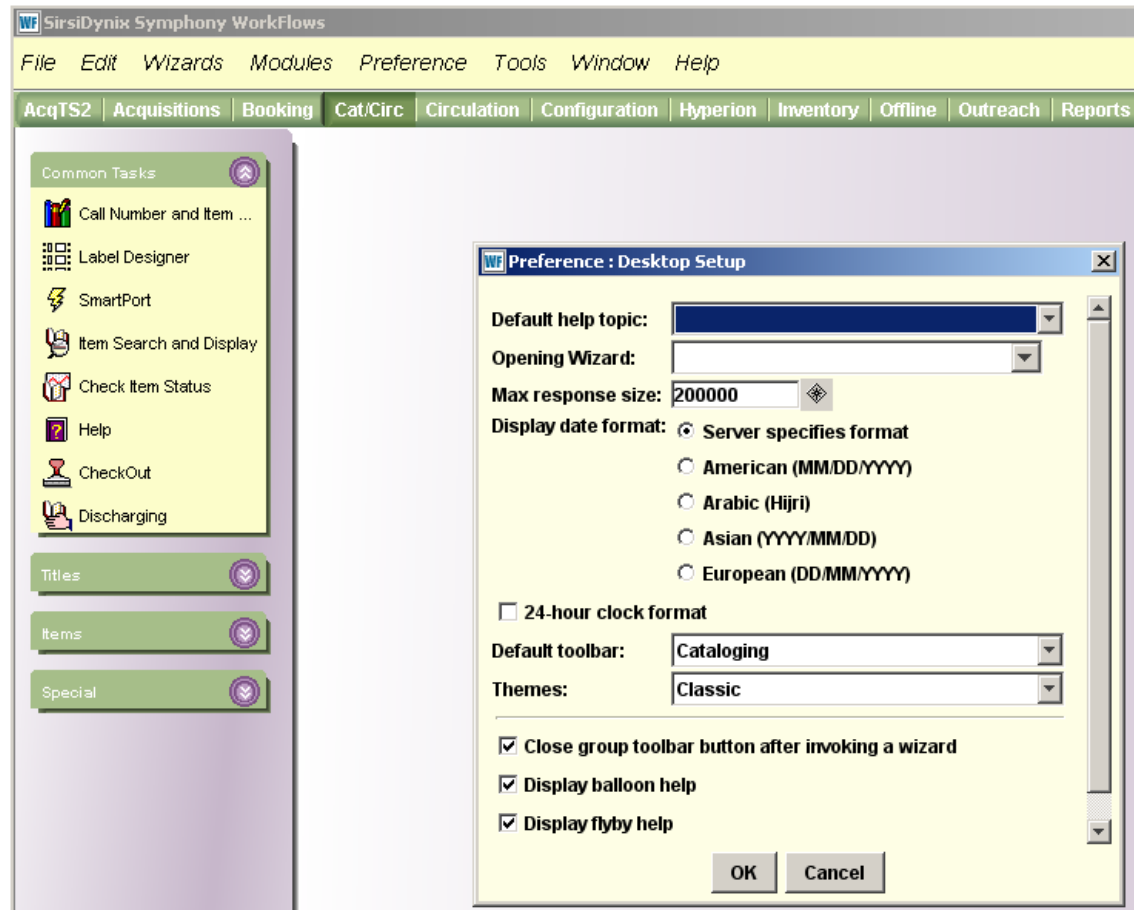 WF SirsiDynix Symphony WorkFlows
File Edit Wizards Modules Preference Tools Window Help
AcqTS2 Acquisitions Booking Cat/Circ Circulation Configuration Hyperion Inventory Offline Outreach Reports
Common Tasks
Call Number and Item ...
Label Designer
SmartPort
Item Search and Display
Check Item Status
Help
CheckOut
Discharging
Titles
Items
Special
WF Preference : Desktop Setup
Default help topic:
Opening Wizard:
Max response size: 200000
Display date format: Server specifies format
American (MM/DD/YYYY)
Arabic (Hijri)
Asian (YYYY/MM/DD)
European (DD/MM/YYYY)
24-hour clock format
Default toolbar: Cataloging
Themes: Classic
Close group toolbar button after invoking a wizard
Display balloon help
Display flyby help
OK Cancel